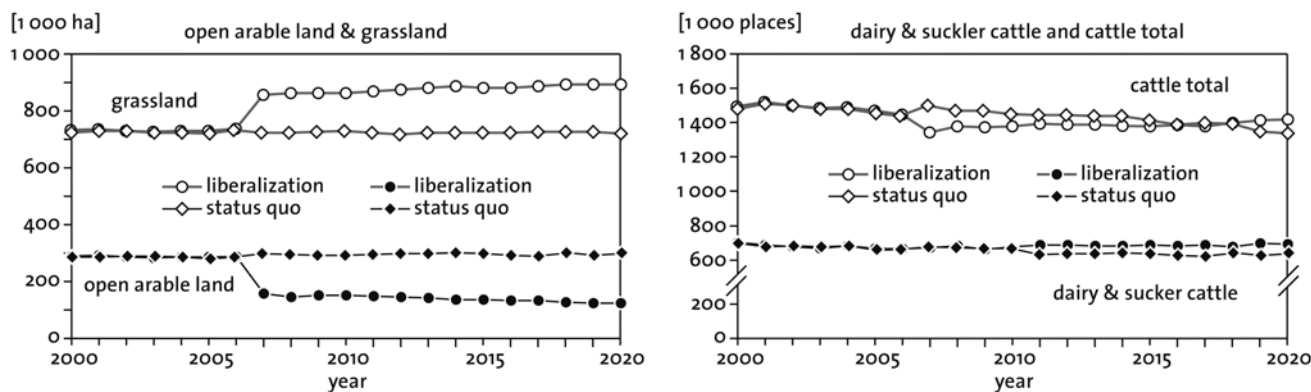 [1 000 ha]
open arable land & grassland
1 000
800
600
400
200
0
grassland
liberalization
liberalization
status quo
status quo
open arable land
2000
2005
2010
2015
2020
year
[1 000 places]
dairy & suckler cattle and cattle total
1 800
1 600
1 400
1 200
1 000
800
600
200
0
cattle total
liberalization
liberalization
status quo
status quo
dairy & sucker cattle
2000
2005
2010
2015
2020
year